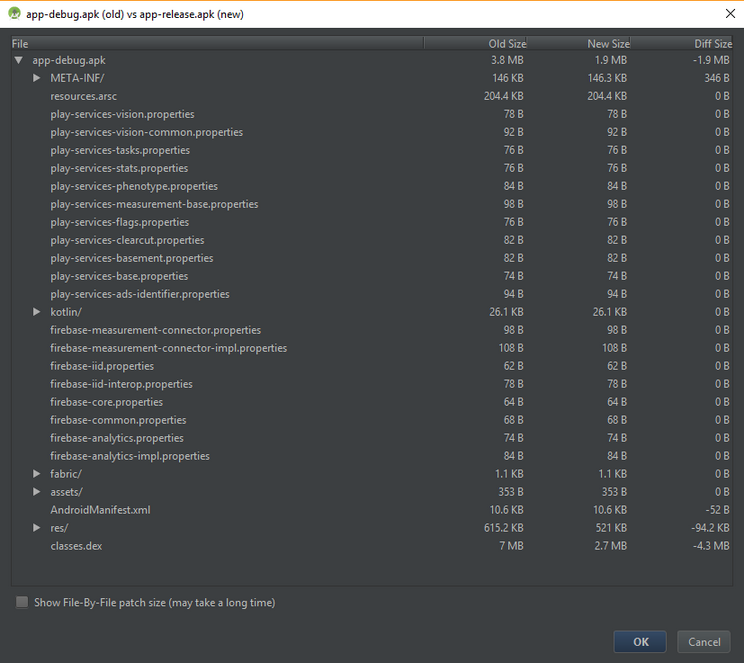 app-debug.apk (old) vs app-release.apk (new)
File Old Size New Size Diff Size
app-debug.apk 3.8 MB 1.9 MB -1.9 MB
META-INF/ 146 KB 146.3 KB 346 B
resources.arsc 204.4 KB 204.4 KB 0 B
play-services-vision.properties 78 B 78 B 0 B
play-services-vision-common.properties 92 B 92 B 0 B
play-services-tasks.properties 76 B 76 B 0 B
play-services-stats.properties 76 B 76 B 0 B
play-services-phenotype.properties 84 B 84 B 0 B
play-services-measurement-base.properties 98 B 98 B 0 B
play-services-flags.properties 76 B 76 B 0 B
play-services-clearcut.properties 82 B 82 B 0 B
play-services-basement.properties 82 B 82 B 0 B
play-services-base.properties 74 B 74 B 0 B
play-services-ads-identifier.properties 94 B 94 B 0 B
kotlin/ 26.1 KB 26.1 KB 0 B
firebase-measurement-connector.properties 98 B 98 B 0 B
firebase-measurement-connector-impl.properties 108 B 108 B 0 B
firebase-iid.properties 62 B 62 B 0 B
firebase-iid-interop.properties 78 B 78 B 0 B
firebase-core.properties 64 B 64 B 0 B
firebase-common.properties 68 B 68 B 0 B
firebase-analytics.properties 74 B 74 B 0 B
firebase-analytics-impl.properties 84 B 84 B 0 B
fabric/ 1.1 KB 1.1 KB 0 B
assets/ 353 B 353 B 0 B
AndroidManifest.xml 10.6 KB 10.6 KB -52 B
res/ 615.2 KB 521 KB -94.2 KB
classes.dex 7 MB 2.7 MB -4.3 MB
Show File-By-File patch size (may take a long time)
OK Cancel